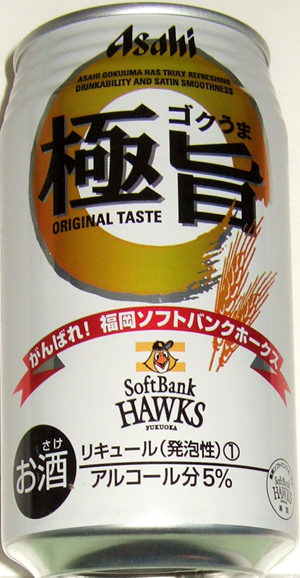 Asahi
ASAHI GOKUUMA HAS TRULY REFRESHING
DRINKABILITY AND SATIN SMOOTHNESS
ゴクうま
極旨
ORIGINAL TASTE
がんばれ! 福岡ソフトバンクホークス
SoftBank
HAWKS
FUKUOKA
さけ
お酒
リキュール(発泡性)①
アルコール分5%
SoftBank
HAWKS